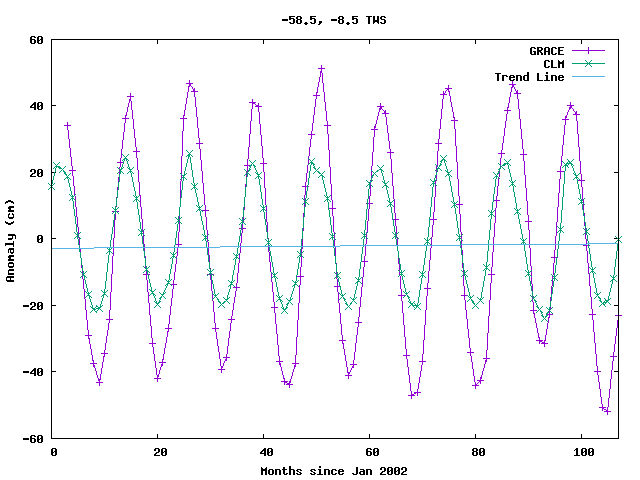 -58.5, -8.5 TWS
GRACE
CLM
Trend Line
60
40
20
0
-20
-40
-60
Anomaly (cm)
0 20 40 60 80 100
Months since Jan 2002